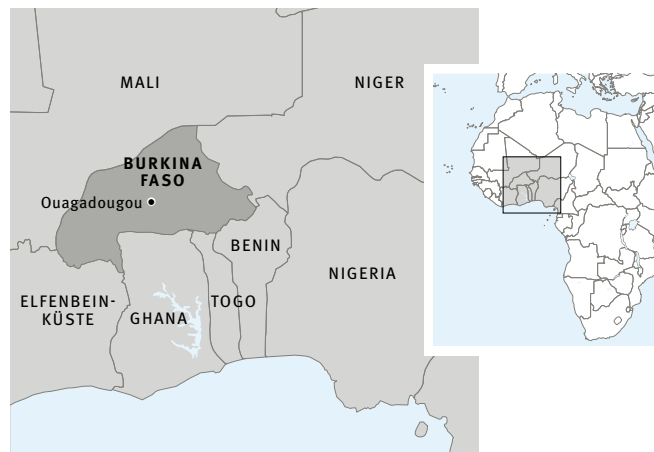 MALI
NIGER
BURKINA
FASO
Ouagadougou
BENIN
NIGERIA
ELFENBEIN-
KÜSTE
GHANA
TOGO